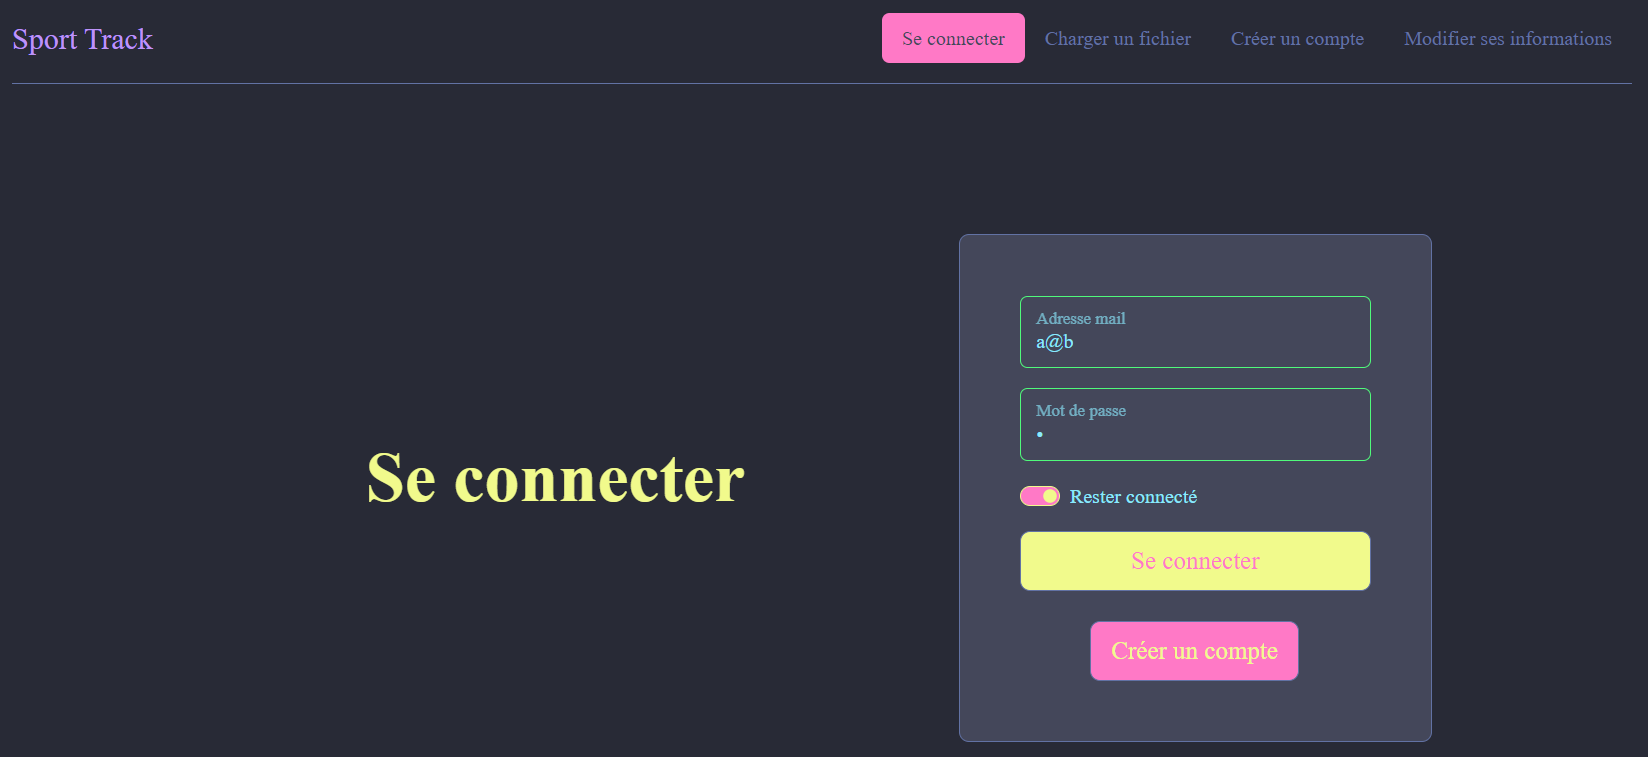 Sport Track
Se connecter
Charger un fichier
Créer un compte
Modifier ses informations
Se connecter
Adresse mail
a@b
Mot de passe
•
Rester connecté
Se connecter
Créer un compte